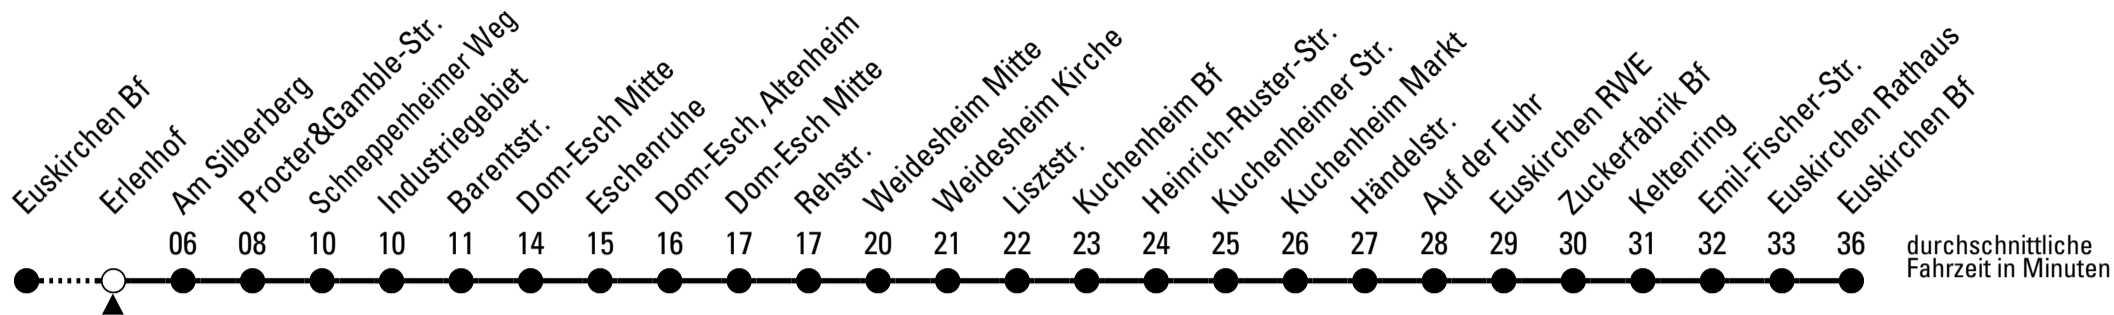 Euskirchen Bf
Erlenhof
Am Silberberg
Procter&Gamble-Str.
Schneppenheimer Weg
Industriegebiet
Barentstr.
Dom-Esch Mitte
Eschenruhe
Dom-Esch, Altenheim
Dom-Esch Mitte
Rehstr.
Weidesheim Mitte
Weidesheim Kirche
Lisztstr.
Kuchenheim Bf
Heinrich-Ruster-Str.
Kuchenheimer Str.
Kuchenheim Markt
Händelstr.
Auf der Fuhr
Euskirchen RWE
Zuckerfabrik Bf
Keltenring
Emil-Fischer-Str.
Euskirchen Rathaus
Euskirchen Bf
06 08 10 10 11 14 15 16 17 17 20 21 22 23 24 25 26 27 28 29 30 31 32 33 36
durchschnittliche
Fahrzeit in Minuten